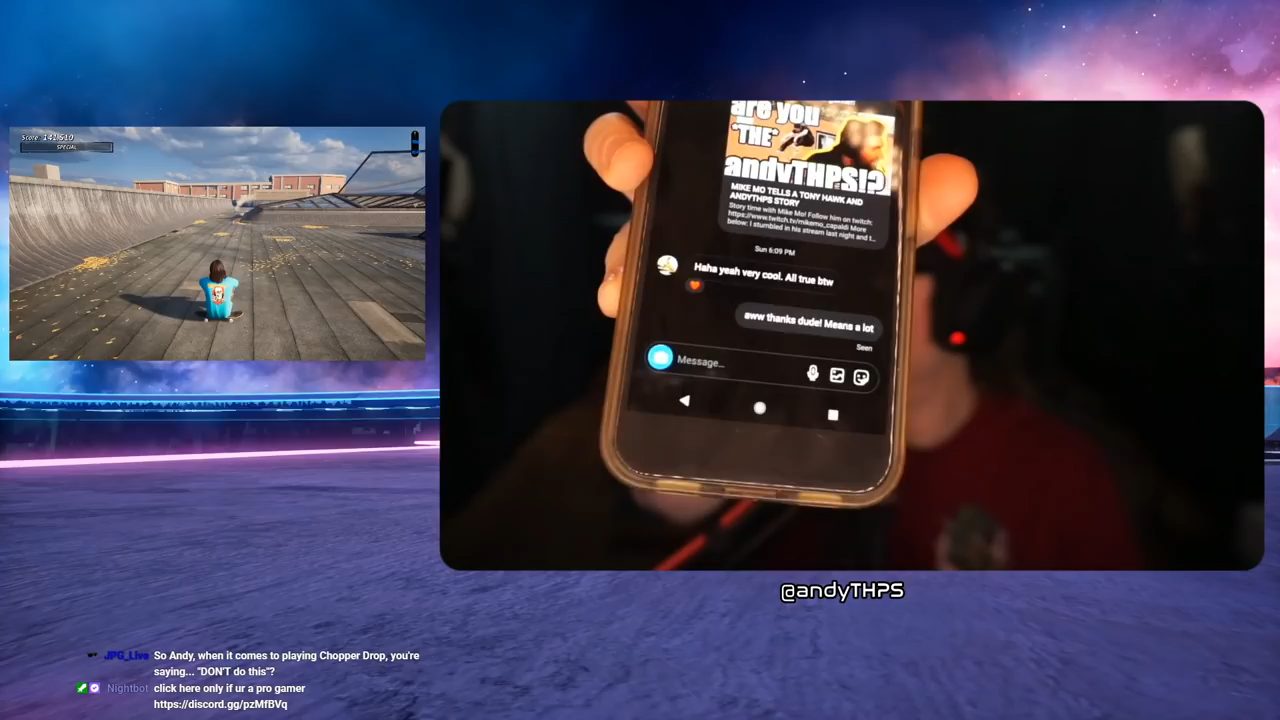 Score: 141,510
SPECIAL
are you
*THE*
andyTHPS!?
MIKE MO TELLS A TONY HAWK AND
ANDYTHPS STORY
Story time with Mike Mo! Follow him on twitch:
https://www.twitch.tv/mikemo_capaldi More
below: I stumbled in his stream last night and t...
Sun 6:09 PM
Haha yeah very cool. All true btw
aww thanks dude! Means a lot
Seen
Message...
@andyTHPS
JPG_Live So Andy, when it comes to playing Chopper Drop, you're
saying... "DON'T do this"?
Nightbot click here only if ur a pro gamer
https://discord.gg/pzMfBVq